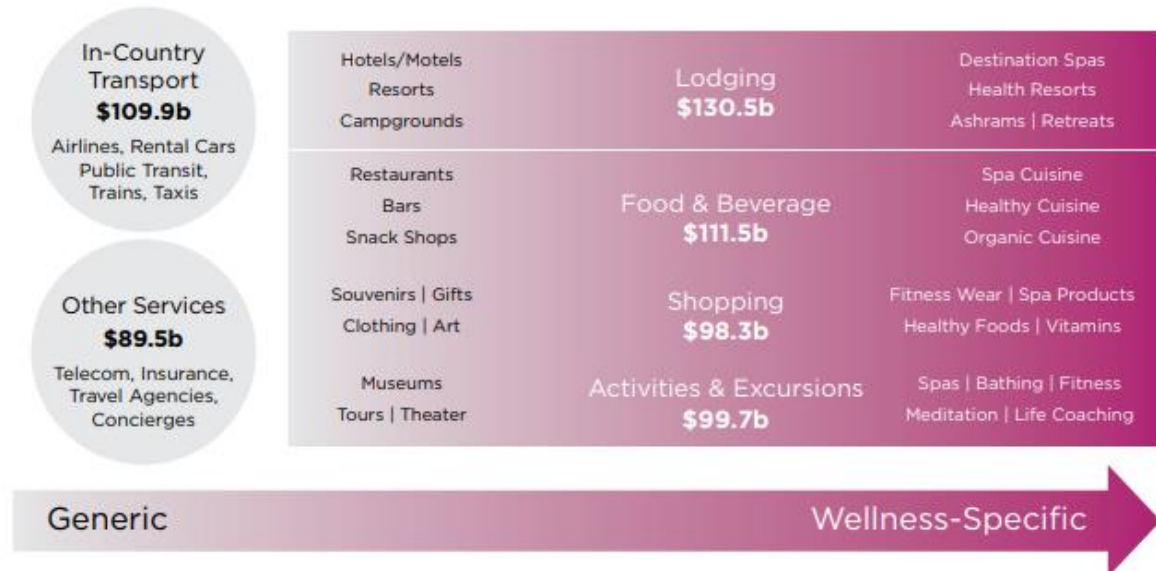 In-Country
Transport
$109.9b
Airlines, Rental Cars
Public Transit,
Trains, Taxis
Other Services
$89.5b
Telecom, Insurance,
Travel Agencies,
Concierges
Hotels/Motels
Resorts
Campgrounds
Lodging
$130.5b
Destination Spas
Health Resorts
Ashrams | Retreats
Restaurants
Bars
Snack Shops
Food & Beverage
$111.5b
Spa Cuisine
Healthy Cuisine
Organic Cuisine
Souvenirs | Gifts
Clothing | Art
Shopping
$98.3b
Fitness Wear | Spa Products
Healthy Foods | Vitamins
Museums
Tours | Theater
Activities & Excursions
$99.7b
Spas | Bathing | Fitness
Meditation | Life Coaching
Generic
Wellness-Specific